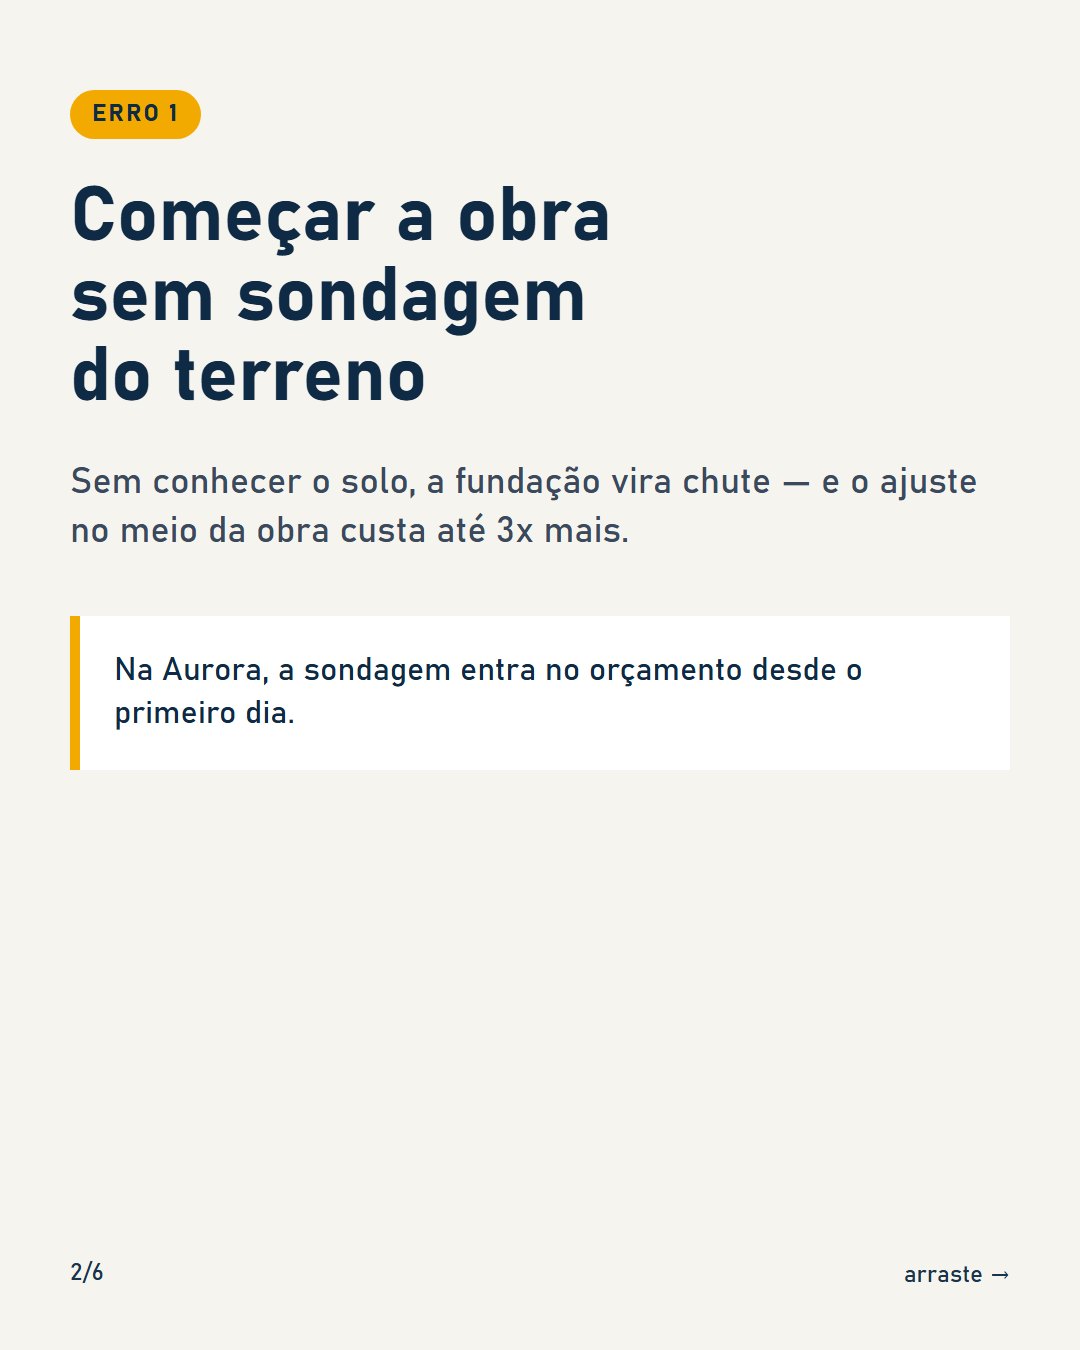 ERRO 1
Começar a obra
sem sondagem
do terreno
Sem conhecer o solo, a fundação vira chute — e o ajuste
no meio da obra custa até 3x mais.
Na Aurora, a sondagem entra no orçamento desde o
primeiro dia.
2/6
arraste →